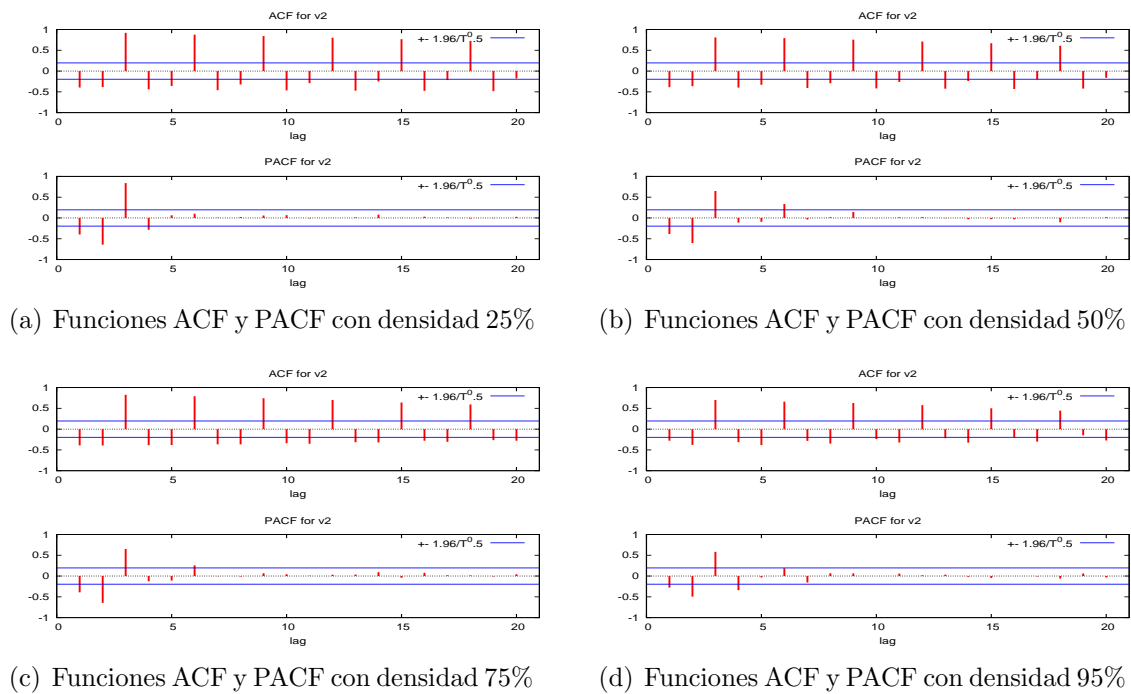 ACF for v2
+- 1.96/T^0.5
1
0.5
0
-0.5
-1
0
5
10
15
20
lag
PACF for v2
+- 1.96/T^0.5
1
0.5
0
-0.5
-1
0
5
10
15
20
lag
(a) Funciones ACF y PACF con densidad 25%
ACF for v2
+- 1.96/T^0.5
1
0.5
0
-0.5
-1
0
5
10
15
20
lag
PACF for v2
+- 1.96/T^0.5
1
0.5
0
-0.5
-1
0
5
10
15
20
lag
(b) Funciones ACF y PACF con densidad 50%
ACF for v2
+- 1.96/T^0.5
1
0.5
0
-0.5
-1
0
5
10
15
20
lag
PACF for v2
+- 1.96/T^0.5
1
0.5
0
-0.5
-1
0
5
10
15
20
lag
(c) Funciones ACF y PACF con densidad 75%
ACF for v2
+- 1.96/T^0.5
1
0.5
0
-0.5
-1
0
5
10
15
20
lag
PACF for v2
+- 1.96/T^0.5
1
0.5
0
-0.5
-1
0
5
10
15
20
lag
(d) Funciones ACF y PACF con densidad 95%